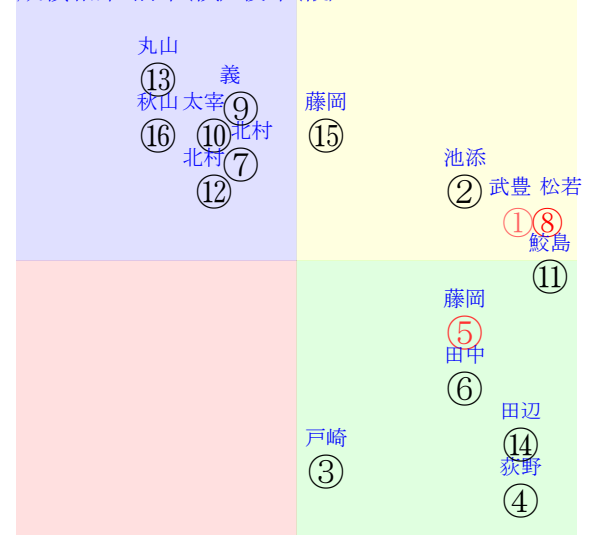 丸山
⑬
義
⑨
秋山
⑯
太宰
⑩
北村
⑦
北村
⑫
藤岡
⑮
池添
②
武豊
①
松若
⑧
鮫島
⑪
藤岡
⑤
田中
⑥
田辺
⑭
戸崎
③
荻野
④